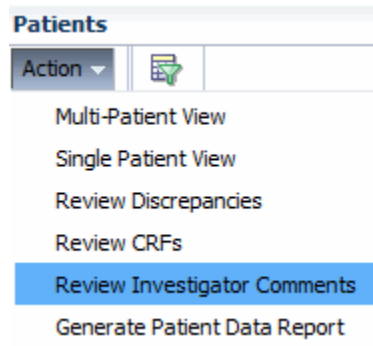 Patients
Action
Multi-Patient View
Single Patient View
Review Discrepancies
Review CRFs
Review Investigator Comments
Generate Patient Data Report